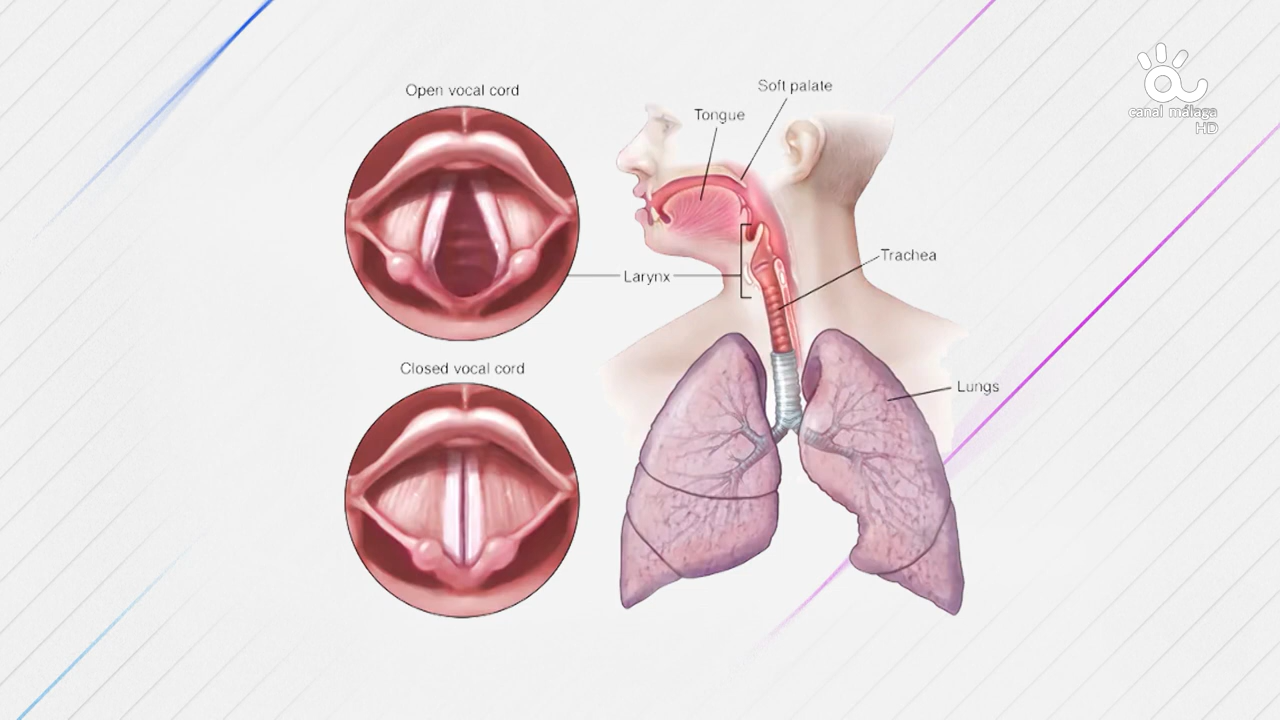 Open vocal cord
Soft palate
Tongue
Larynx
Trachea
Closed vocal cord
Lungs
canal málaga
HD